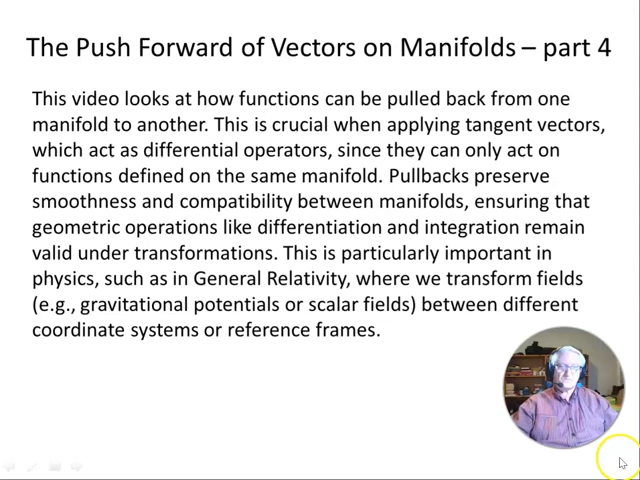 The Push Forward of Vectors on Manifolds – part 4
This video looks at how functions can be pulled back from one
manifold to another. This is crucial when applying tangent vectors,
which act as differential operators, since they can only act on
functions defined on the same manifold. Pullbacks preserve
smoothness and compatibility between manifolds, ensuring that
geometric operations like differentiation and integration remain
valid under transformations. This is particularly important in
physics, such as in General Relativity, where we transform fields
(e.g., gravitational potentials or scalar fields) between different
coordinate systems or reference frames.